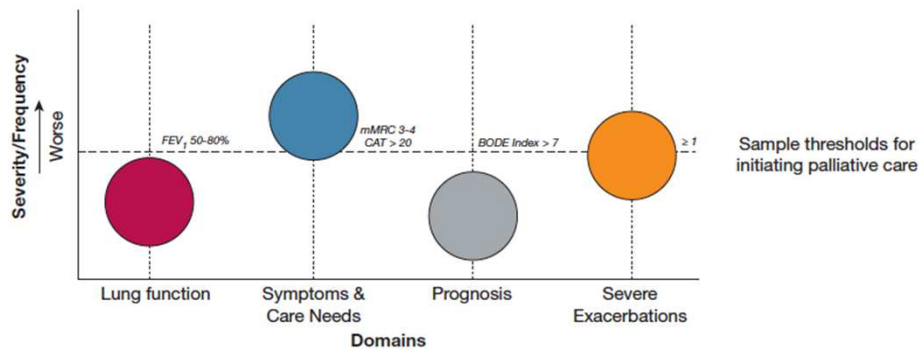 Severity/Frequency
Worse
FEV1 50-80%
mMRC 3-4
CAT > 20
BODE Index > 7
≥ 1
Sample thresholds for
initiating palliative care
Lung function
Symptoms &
Care Needs
Prognosis
Severe
Exacerbations
Domains